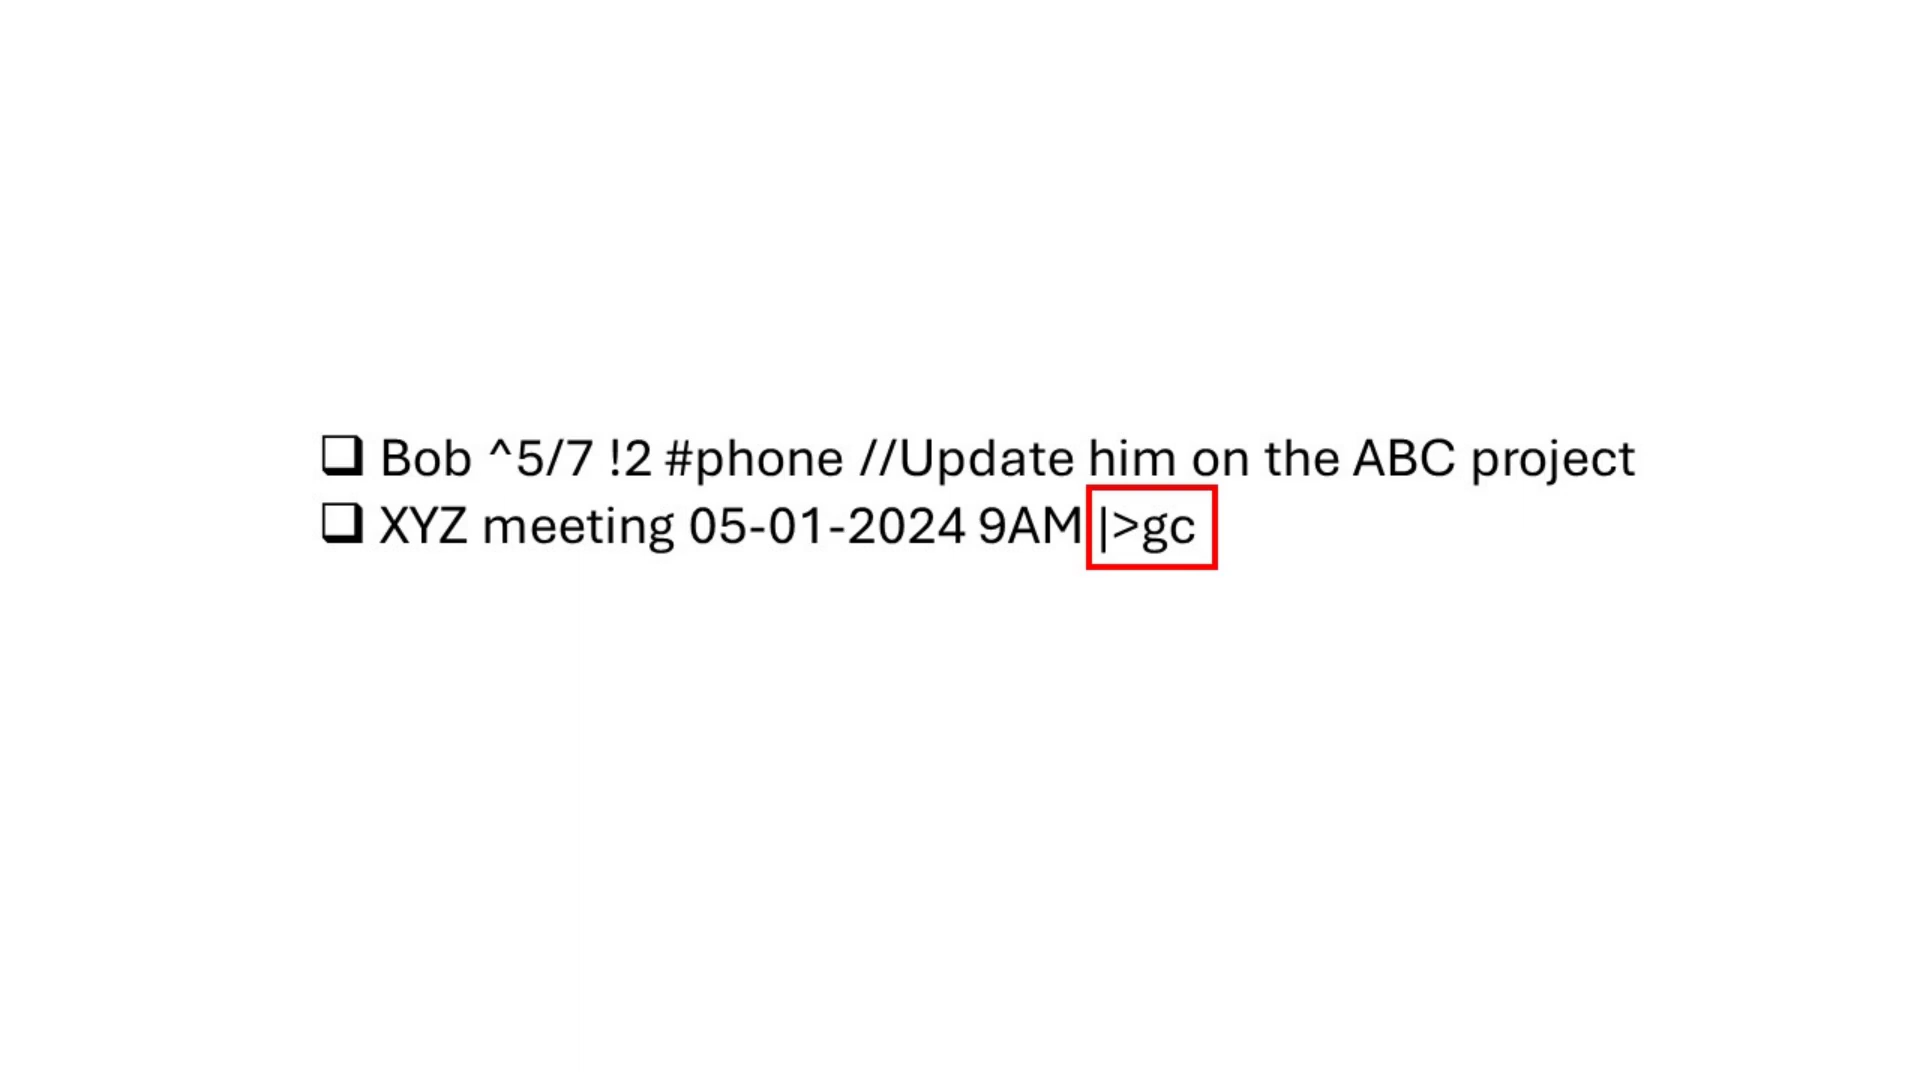 ❑ Bob ^5/7 !2 #phone //Update him on the ABC project
❑ XYZ meeting 05-01-2024 9AM |>gc